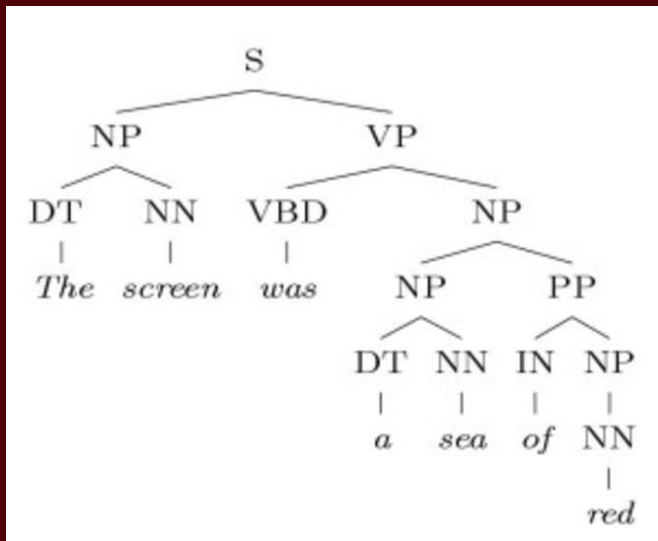 S
NP VP
DT NN VBD NP
The screen was NP PP
DT NN IN NP
a sea of NN
red